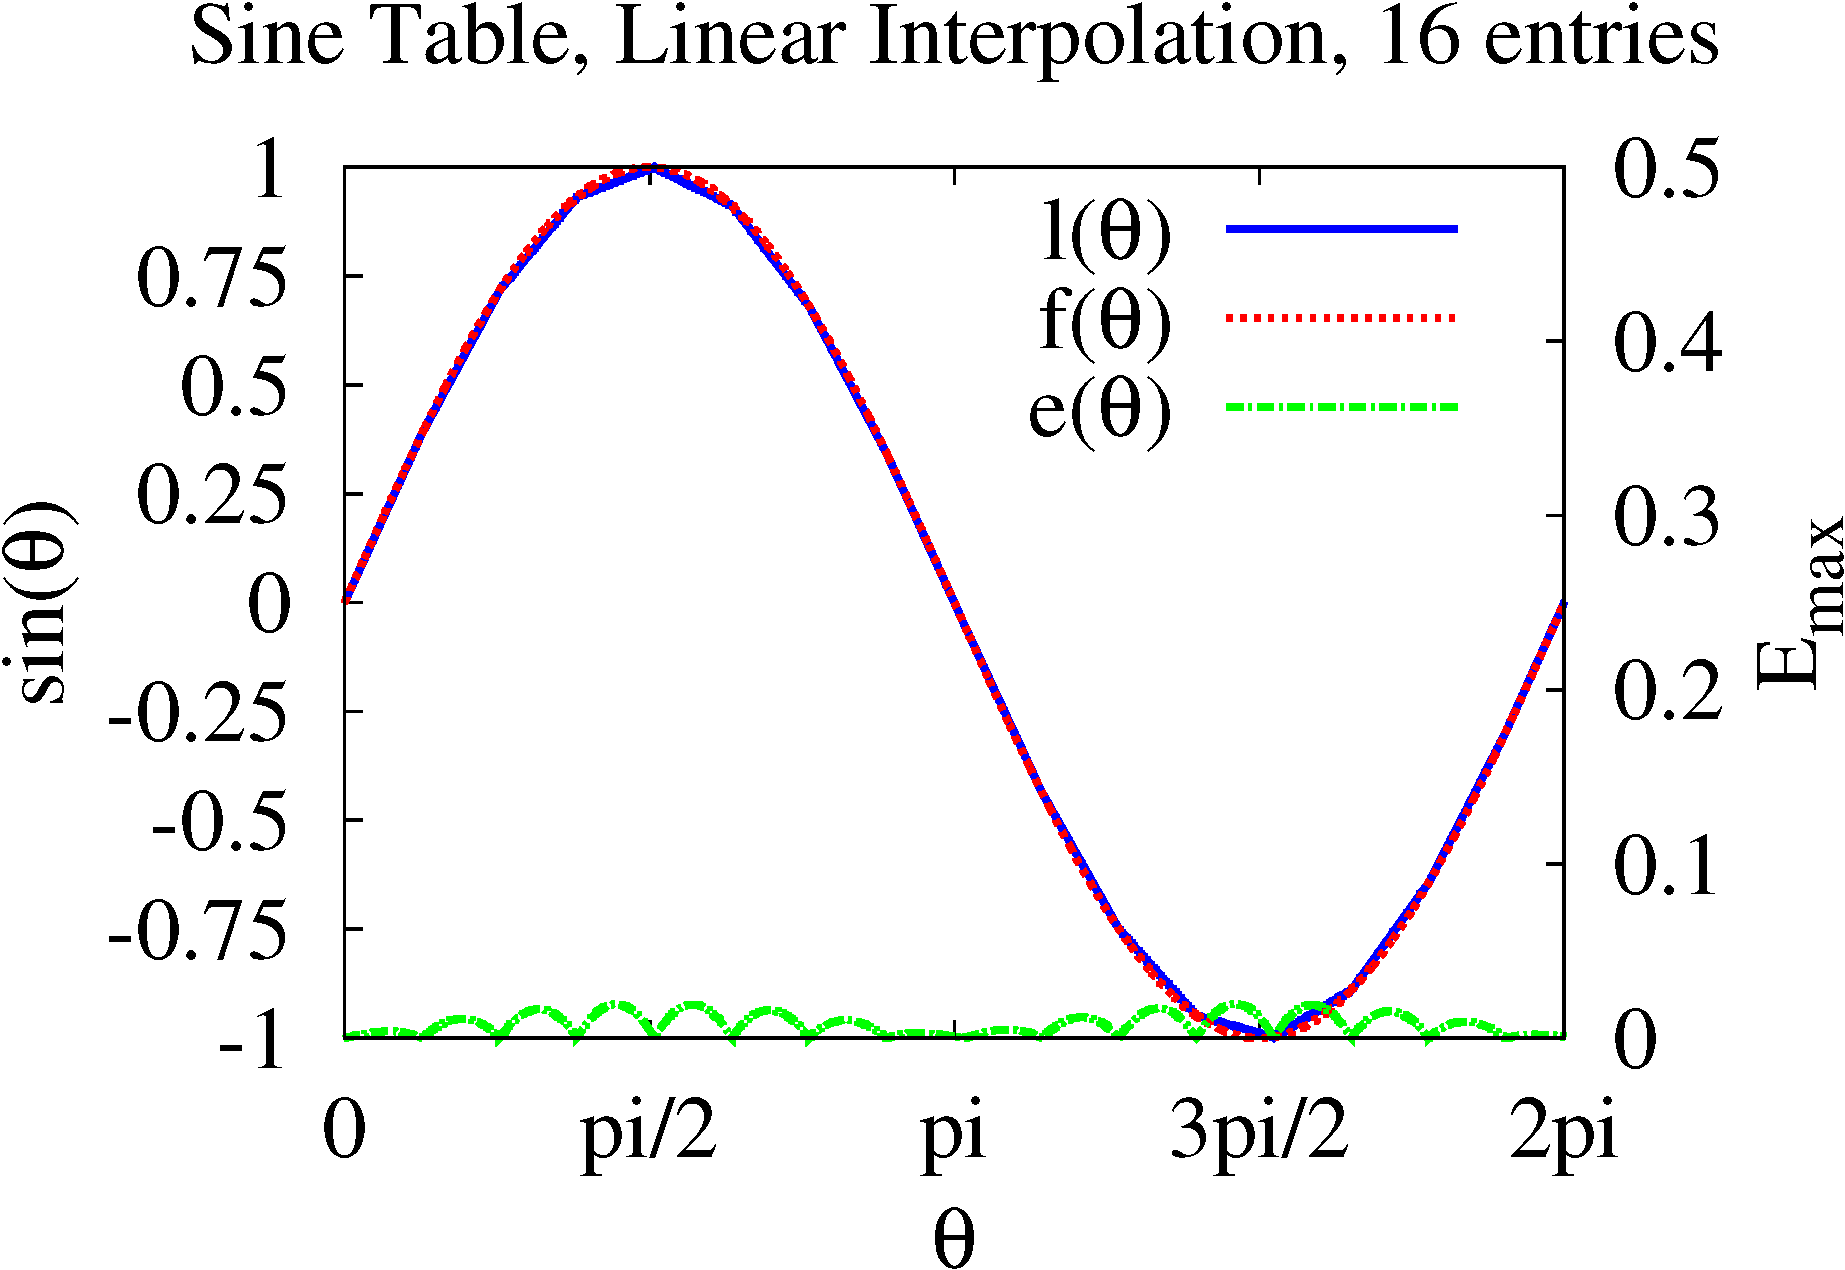 Sine Table, Linear Interpolation, 16 entries
1
0.75
0.5
0.25
0
-0.25
-0.5
-0.75
-1
sin(θ)
l(θ)
f(θ)
e(θ)
0.5
0.4
0.3
0.2
0.1
0
Emax
0 pi/2 pi 3pi/2 2pi
θ